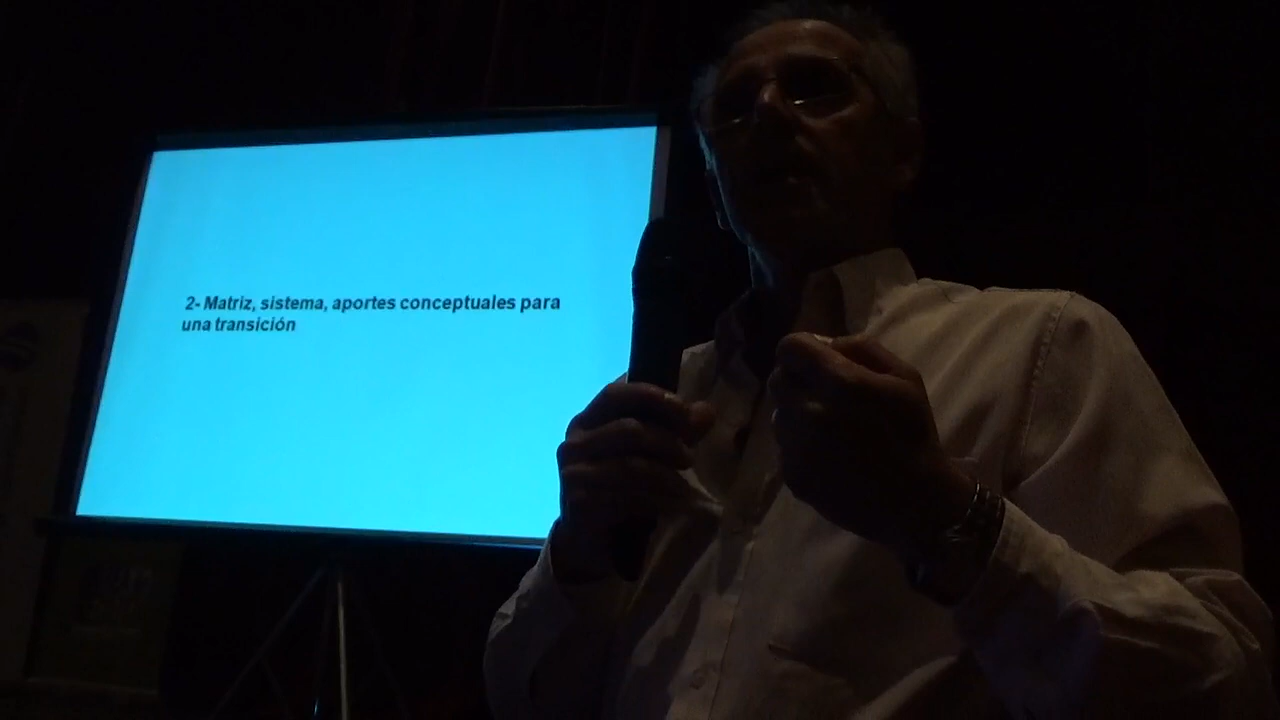 2- Matriz, sistema, aportes conceptuales para
una transición